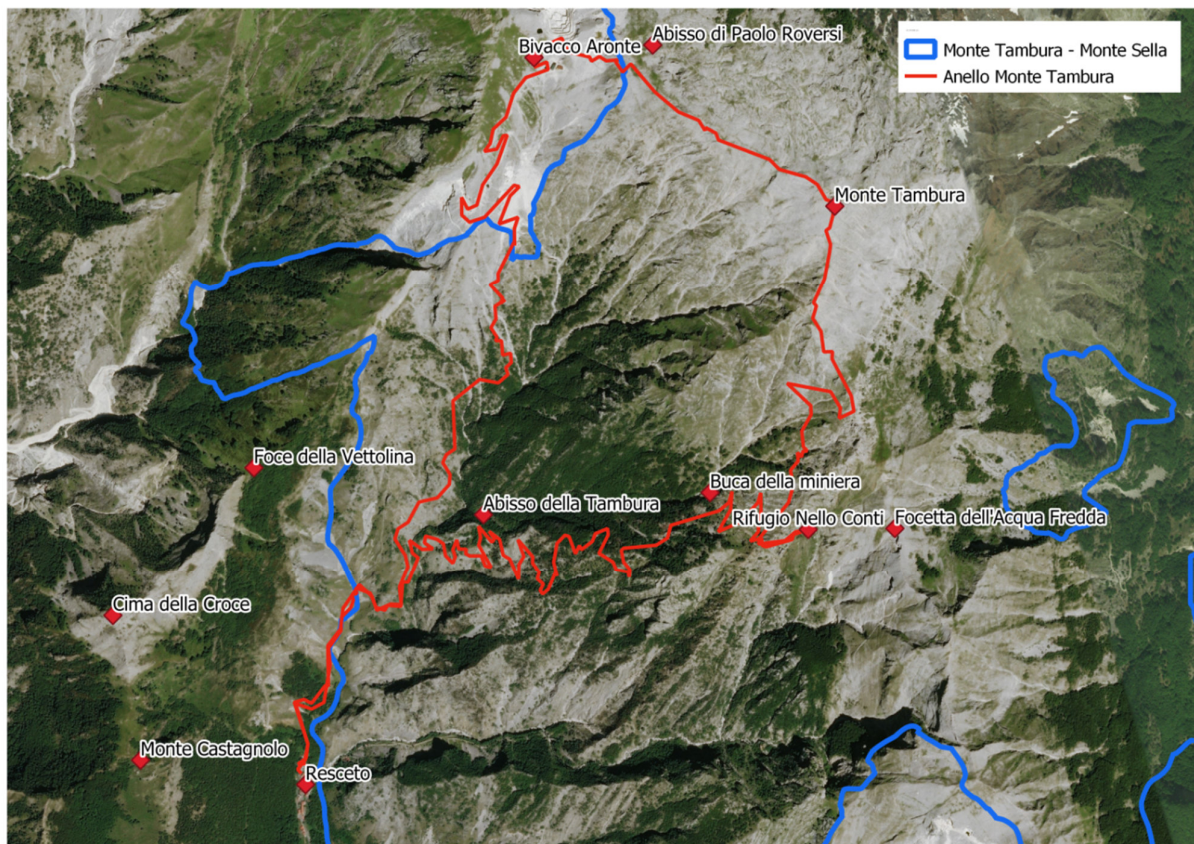 Bivacco Aronte
Abisso di Paolo Roversi
Monte Tambura - Monte Sella
Anello Monte Tambura
Monte Tambura
Foce della Vettolina
Abisso della Tambura
Buca della miniera
Rifugio Nello Conti
Focetta dell'Acqua Fredda
Cima della Croce
Monte Castagnolo
Resceto